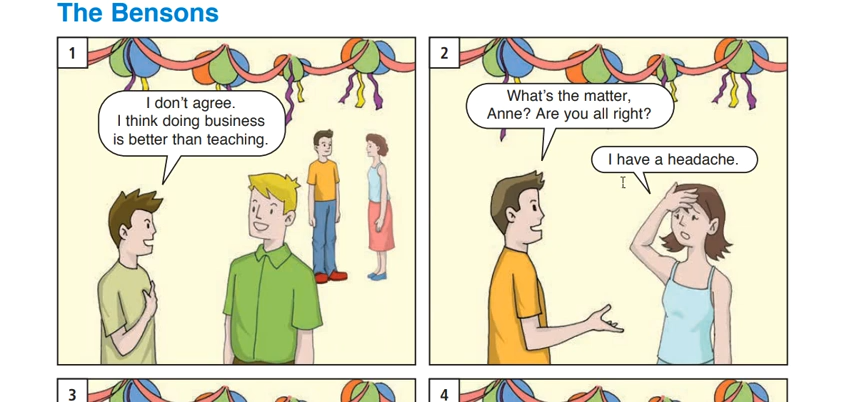 The Bensons
1
I don't agree.
I think doing business
is better than teaching.
2
What's the matter,
Anne? Are you all right?
I have a headache.
3
4